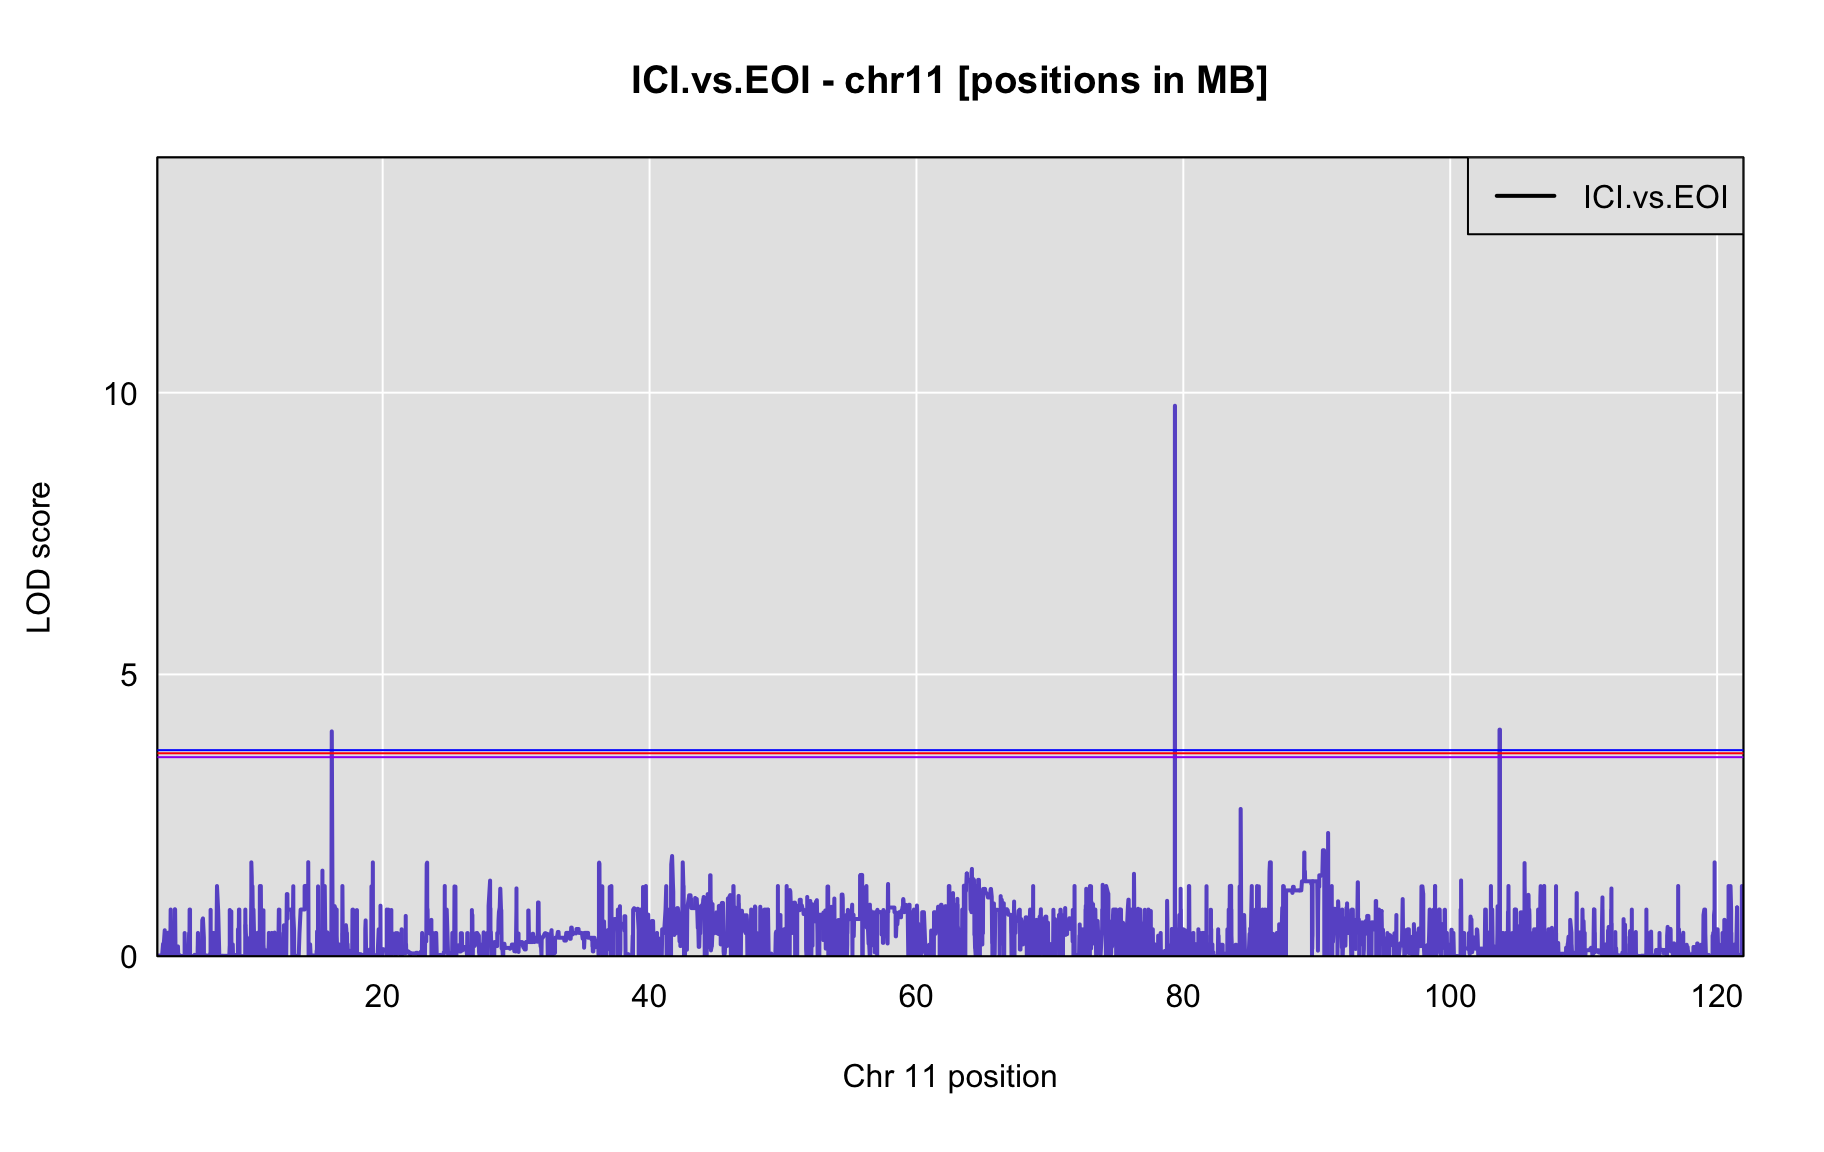 ICI.vs.EOI - chr11 [positions in MB]
ICI.vs.EOI
10
5
0
LOD score
20 40 60 80 100 120
Chr 11 position